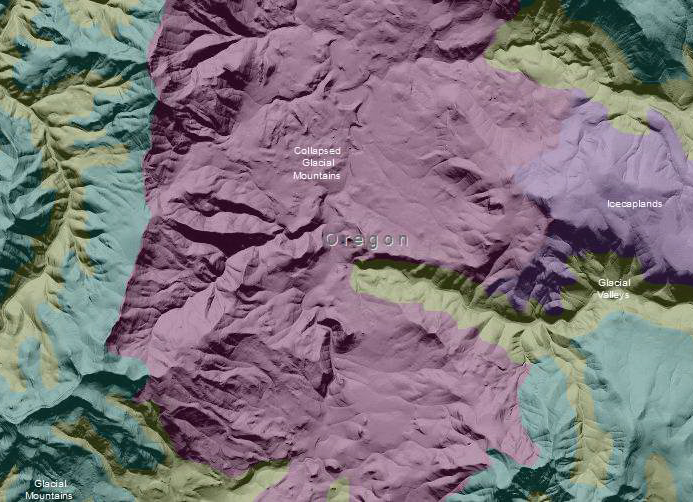 Collapsed
Glacial
Mountains
Icecaplands
Oregon
Glacial
Valleys
Glacial
Mountains